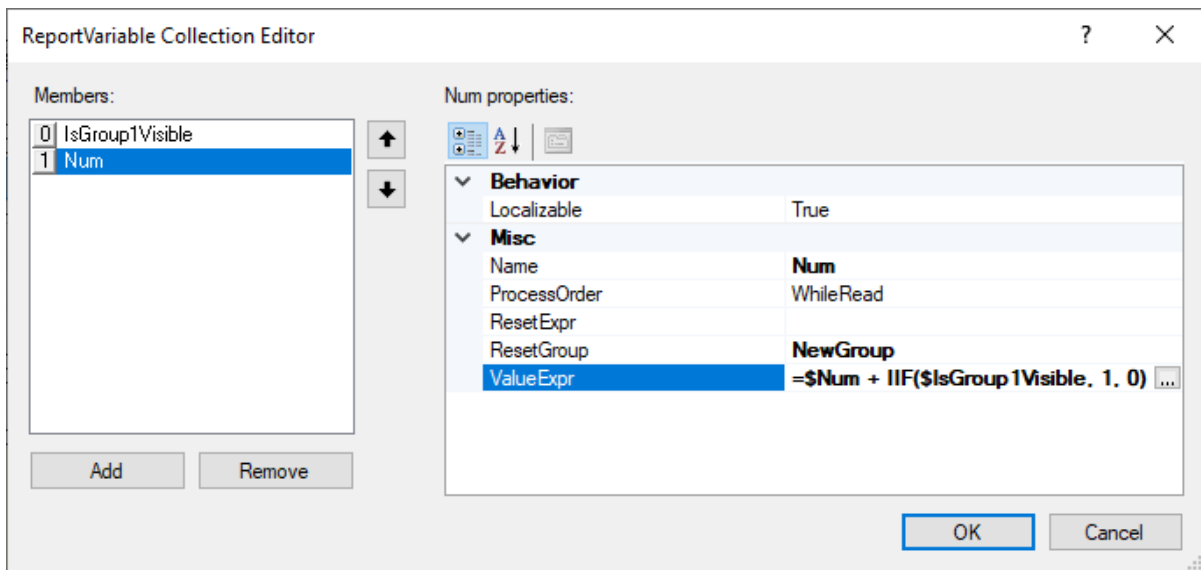 ReportVariable Collection Editor ?
Members:
0 IsGroup1Visible
1 Num
Add Remove
Num properties:
A Z
Behavior
Localizable True
Misc
Name Num
ProcessOrder WhileRead
ResetExpr
ResetGroup NewGroup
ValueExpr =$Num + IIF($IsGroup1Visible, 1, 0) ...
OK Cancel